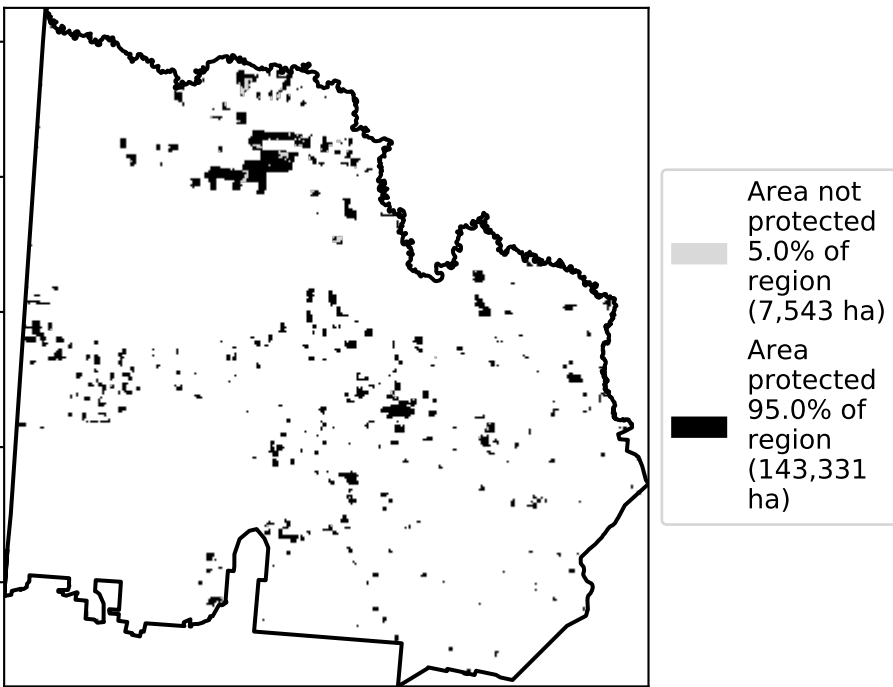 Area not
protected
5.0% of
region
(7,543 ha)
Area
protected
95.0% of
region
(143,331
ha)